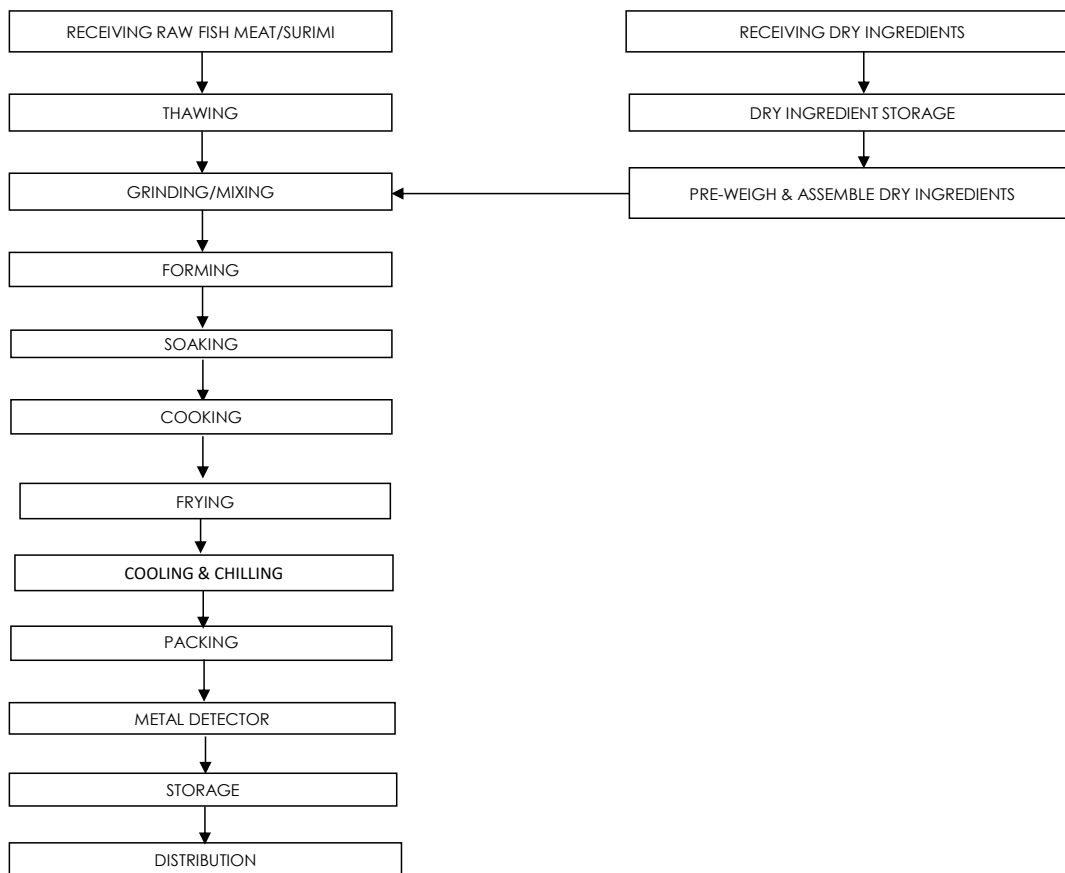 RECEIVING RAW FISH MEAT/SURIMI
THAWING
GRINDING/MIXING
FORMING
SOAKING
COOKING
FRYING
COOLING & CHILLING
PACKING
METAL DETECTOR
STORAGE
DISTRIBUTION
RECEIVING DRY INGREDIENTS
DRY INGREDIENT STORAGE
PRE-WEIGH & ASSEMBLE DRY INGREDIENTS